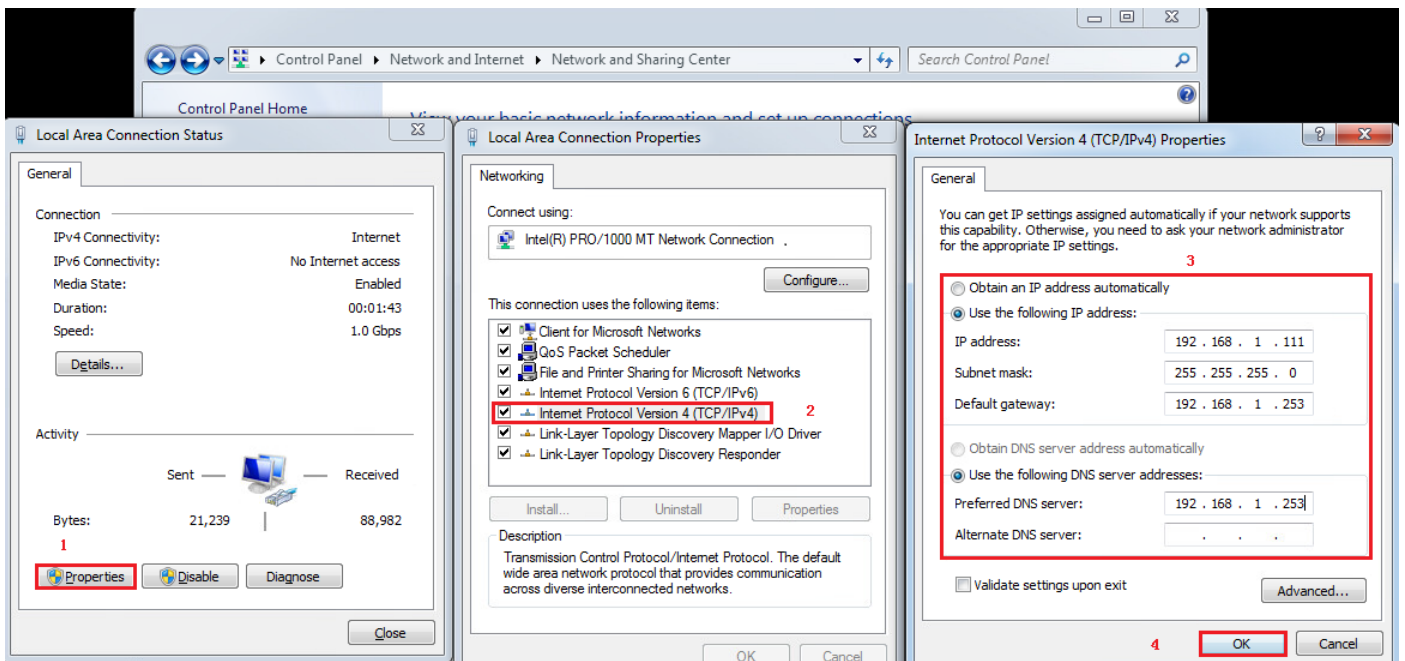 Control Panel Network and Internet Network and Sharing Center
Search Control Panel
Control Panel Home
View your basic network information and set up connections
Local Area Connection Status
General
Connection
IPv4 Connectivity: Internet
IPv6 Connectivity: No Internet access
Media State: Enabled
Duration: 00:01:43
Speed: 1.0 Gbps
Details...
Activity
Sent Received
Bytes: 21,239 88,982
1
Properties Disable Diagnose
Close
Local Area Connection Properties
Networking
Connect using:
Intel(R) PRO/1000 MT Network Connection .
Configure...
This connection uses the following items:
Client for Microsoft Networks
QoS Packet Scheduler
File and Printer Sharing for Microsoft Networks
Internet Protocol Version 6 (TCP/IPv6)
Internet Protocol Version 4 (TCP/IPv4) 2
Link-Layer Topology Discovery Mapper I/O Driver
Link-Layer Topology Discovery Responder
Install... Uninstall Properties
Description
Transmission Control Protocol/Internet Protocol. The default
wide area network protocol that provides communication
across diverse interconnected networks.
OK Cancel
Internet Protocol Version 4 (TCP/IPv4) Properties
General
You can get IP settings assigned automatically if your network supports
this capability. Otherwise, you need to ask your network administrator
for the appropriate IP settings.
3
Obtain an IP address automatically
Use the following IP address:
IP address: 192 . 168 . 1 . 111
Subnet mask: 255 . 255 . 255 . 0
Default gateway: 192 . 168 . 1 . 253
Obtain DNS server address automatically
Use the following DNS server addresses:
Preferred DNS server: 192 . 168 . 1 . 253
Alternate DNS server: . . .
Validate settings upon exit
Advanced...
4 OK Cancel